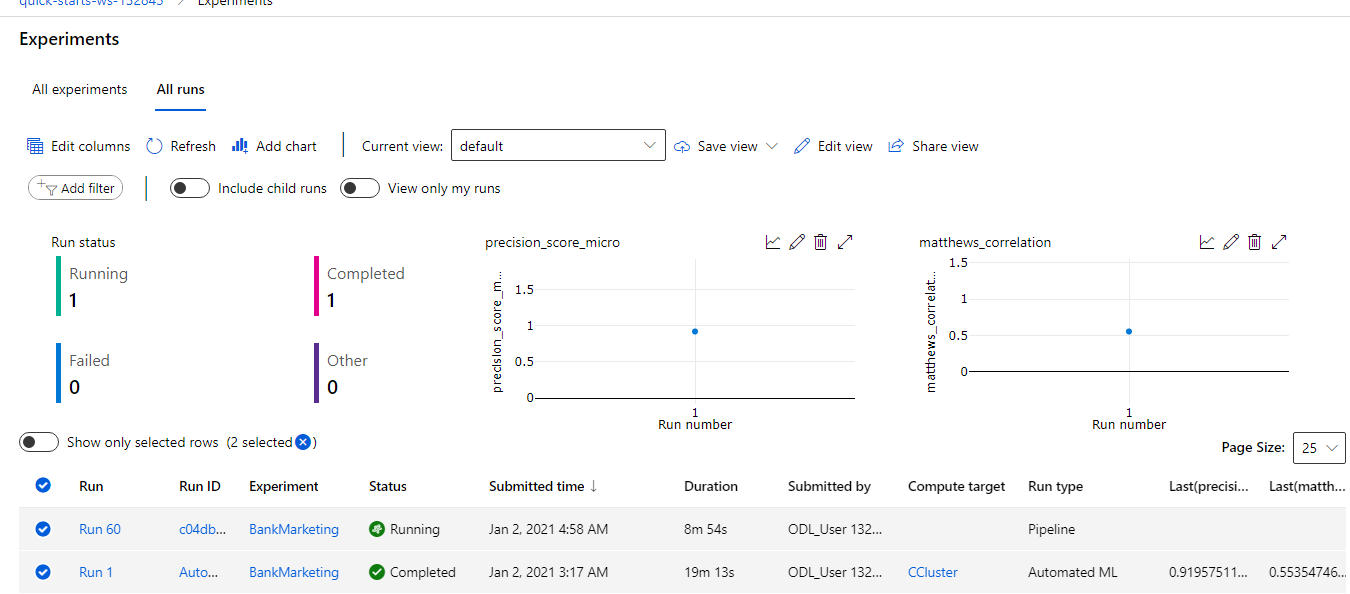 quick-starts-ws-132845 > Experiments
Experiments
All experiments All runs
Edit columns Refresh Add chart Current view: default Save view Edit view Share view
Add filter Include child runs View only my runs
Run status
Running
1
Completed
1
Failed
0
Other
0
precision_score_micro
precision_score_m...
1.5
1
0.5
0
1
Run number
matthews_correlation
matthews_correlat...
1.5
1
0.5
0
1
Run number
Show only selected rows (2 selected )
Page Size: 25
Run Run ID Experiment Status Submitted time ↓ Duration Submitted by Compute target Run type Last(precisi... Last(matth...
Run 60 c04db... BankMarketing Running Jan 2, 2021 4:58 AM 8m 54s ODL_User 132... Pipeline
Run 1 Auto... BankMarketing Completed Jan 2, 2021 3:17 AM 19m 13s ODL_User 132... CCluster Automated ML 0.91957511... 0.55354746...